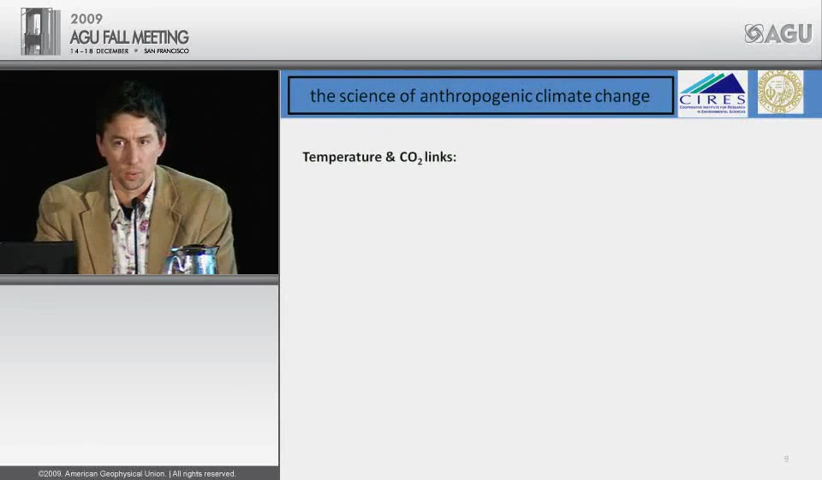 2009
AGU FALL MEETING
14-18 DECEMBER • SAN FRANCISCO
AGU
the science of anthropogenic climate change
CIRES
Temperature & CO₂ links:
9
©2009. American Geophysical Union. | All rights reserved.